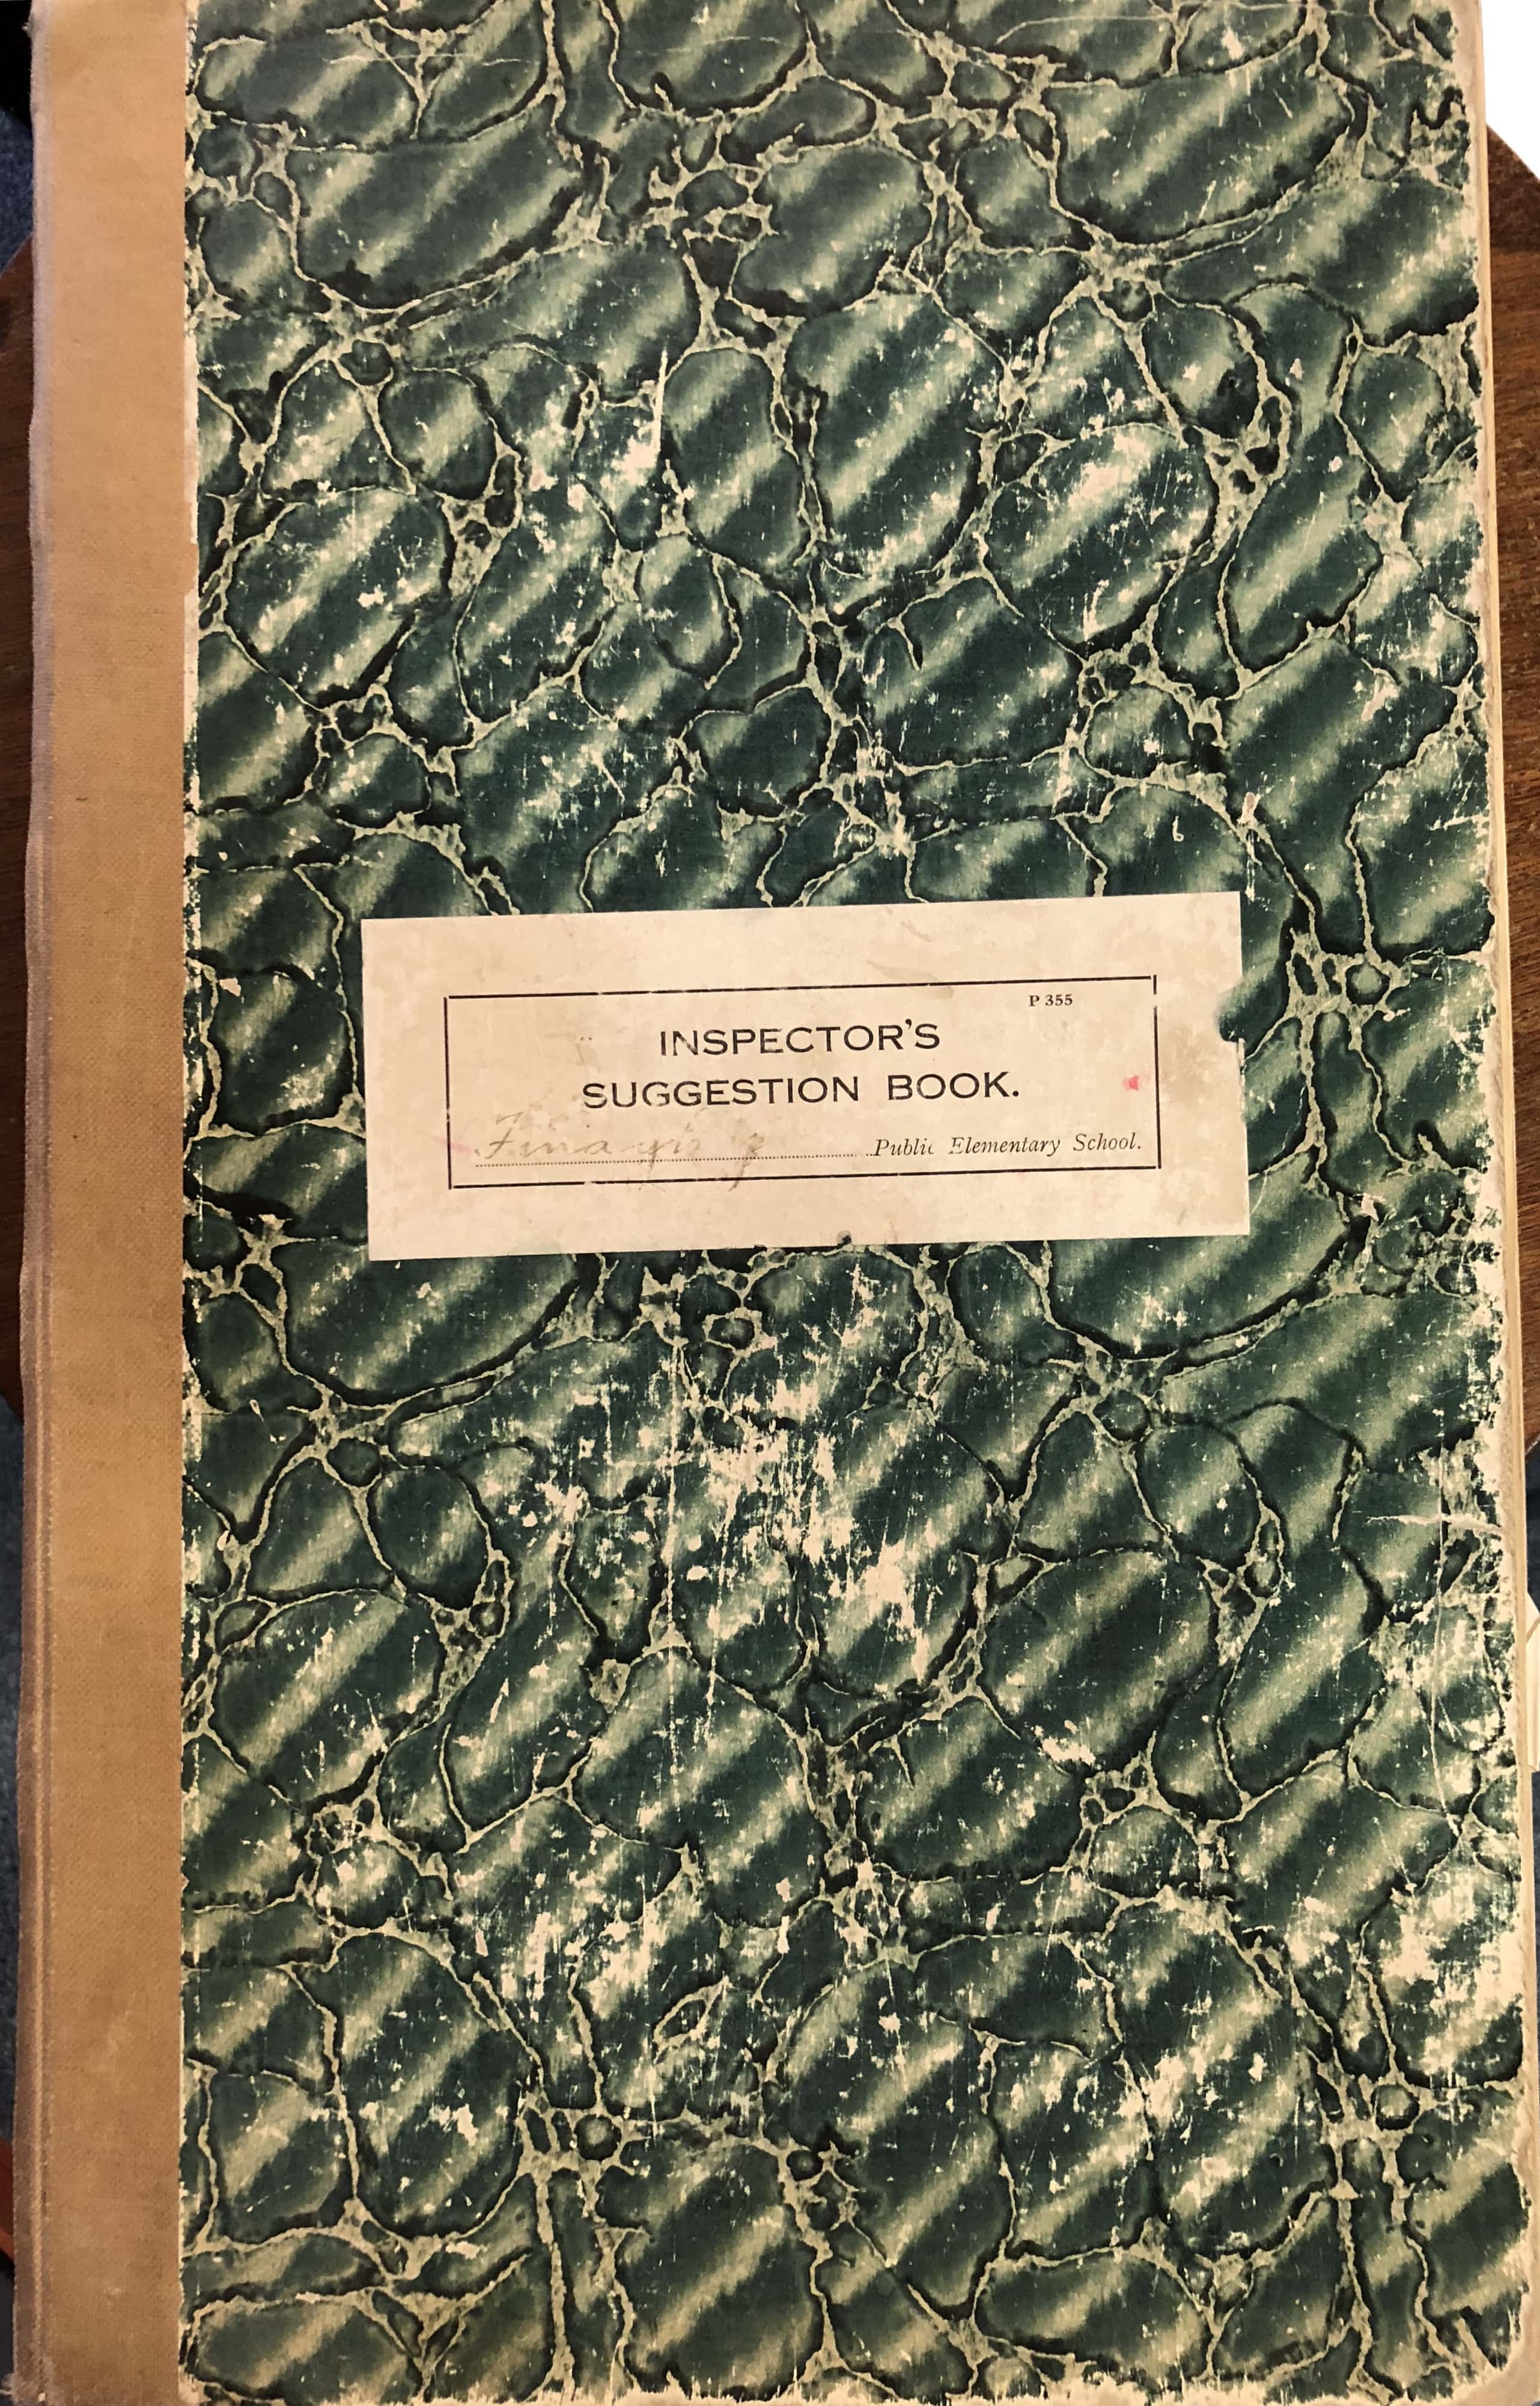 P 355
INSPECTOR'S
SUGGESTION BOOK.
Public Elementary School.